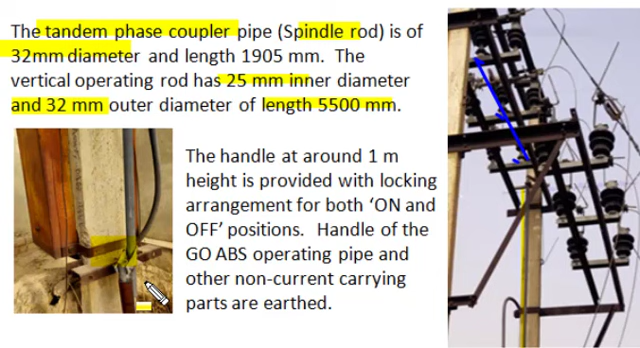 The tandem phase coupler pipe (Spindle rod) is of
32mm diameter and length 1905 mm. The
vertical operating rod has 25 mm inner diameter
and 32 mm outer diameter of length 5500 mm.
The handle at around 1 m
height is provided with locking
arrangement for both ‘ON and
OFF’ positions. Handle of the
GO ABS operating pipe and
other non-current carrying
parts are earthed.